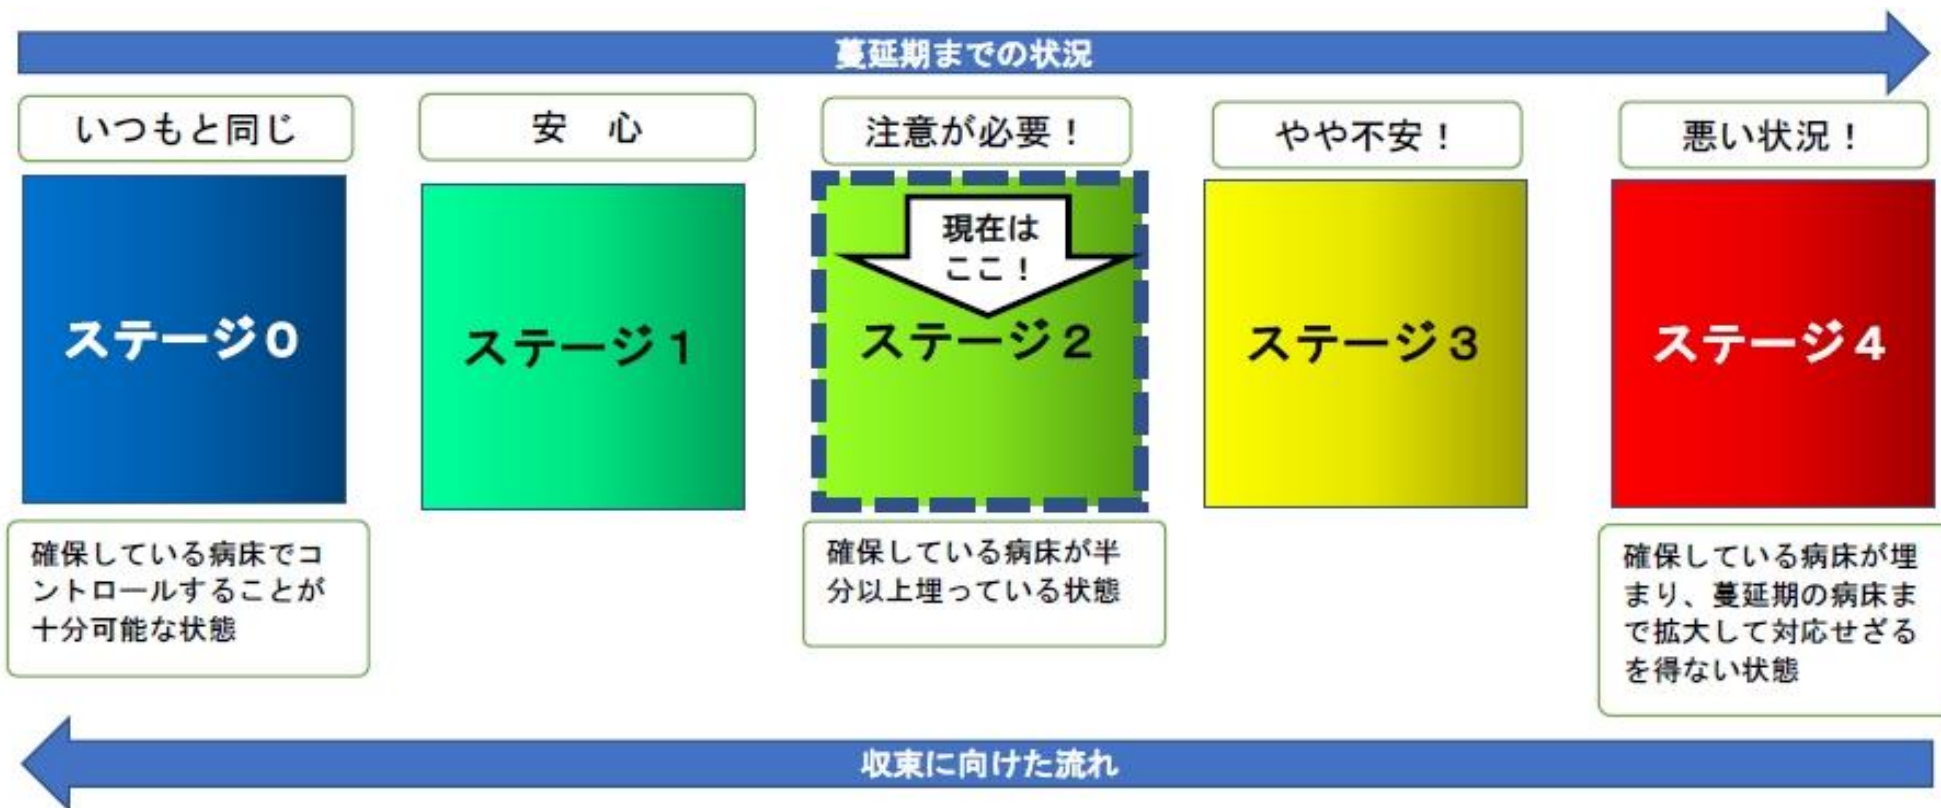 蔓延期までの状況
いつもと同じ
安　心
注意が必要！
やや不安！
悪い状況！
現在は
ここ！
ステージ０
ステージ１
ステージ２
ステージ３
ステージ４
確保している病床でコ
ントロールすることが
十分可能な状態
確保している病床が半
分以上埋っている状態
確保している病床が埋
まり、蔓延期の病床ま
で拡大して対応せざる
を得ない状態
収束に向けた流れ